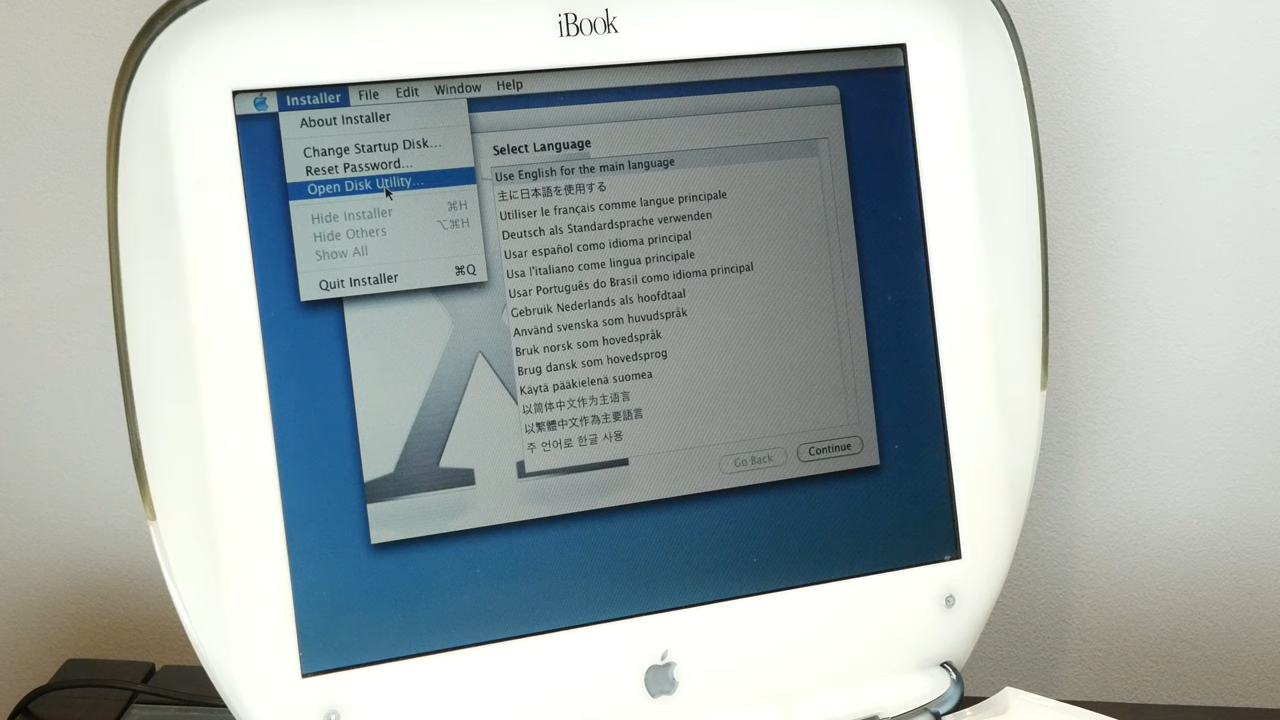 iBook
Installer File Edit Window Help
About Installer
Change Startup Disk...
Reset Password...
Open Disk Utility...
Hide Installer ⌘H
Hide Others ⌥⌘H
Show All
Quit Installer ⌘Q
Select Language
Use English for the main language
主に日本語を使用する
Utiliser le français comme langue principale
Deutsch als Standardsprache verwenden
Usar español como idioma principal
Usa l'italiano come lingua principale
Usar Português do Brasil como idioma principal
Gebruik Nederlands als hoofdtaal
Använd svenska som huvudspråk
Bruk norsk som hovedspråk
Brug dansk som hovedsprog
Käytä pääkielenä suomea
以简体中文作为主语言
以繁體中文作為主要語言
주 언어로 한글 사용
Go Back Continue